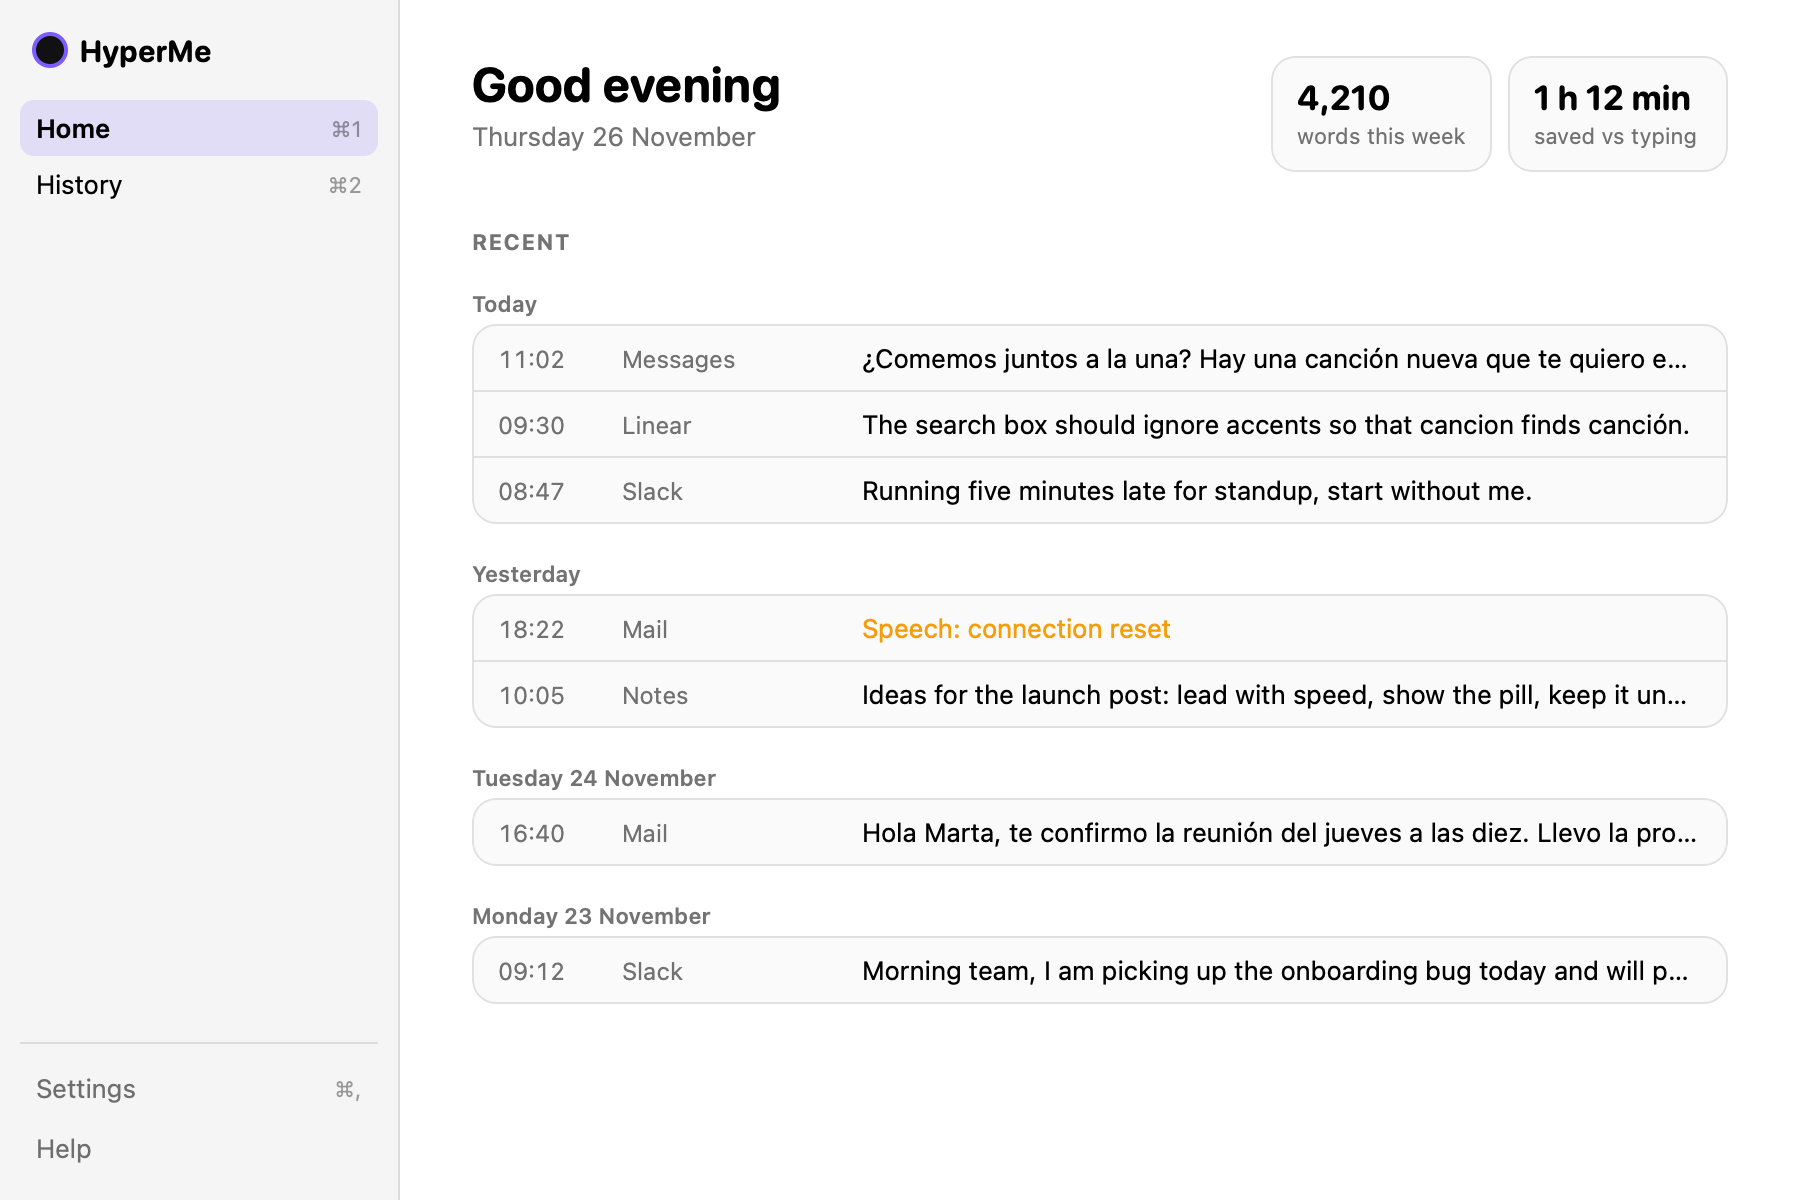 HyperMe
Home ⌘1
History ⌘2
Settings ⌘,
Help
Good evening
Thursday 26 November
4,210
words this week
1 h 12 min
saved vs typing
RECENT
Today
11:02 Messages ¿Comemos juntos a la una? Hay una canción nueva que te quiero e...
09:30 Linear The search box should ignore accents so that cancion finds canción.
08:47 Slack Running five minutes late for standup, start without me.
Yesterday
18:22 Mail Speech: connection reset
10:05 Notes Ideas for the launch post: lead with speed, show the pill, keep it un...
Tuesday 24 November
16:40 Mail Hola Marta, te confirmo la reunión del jueves a las diez. Llevo la pro...
Monday 23 November
09:12 Slack Morning team, I am picking up the onboarding bug today and will p...